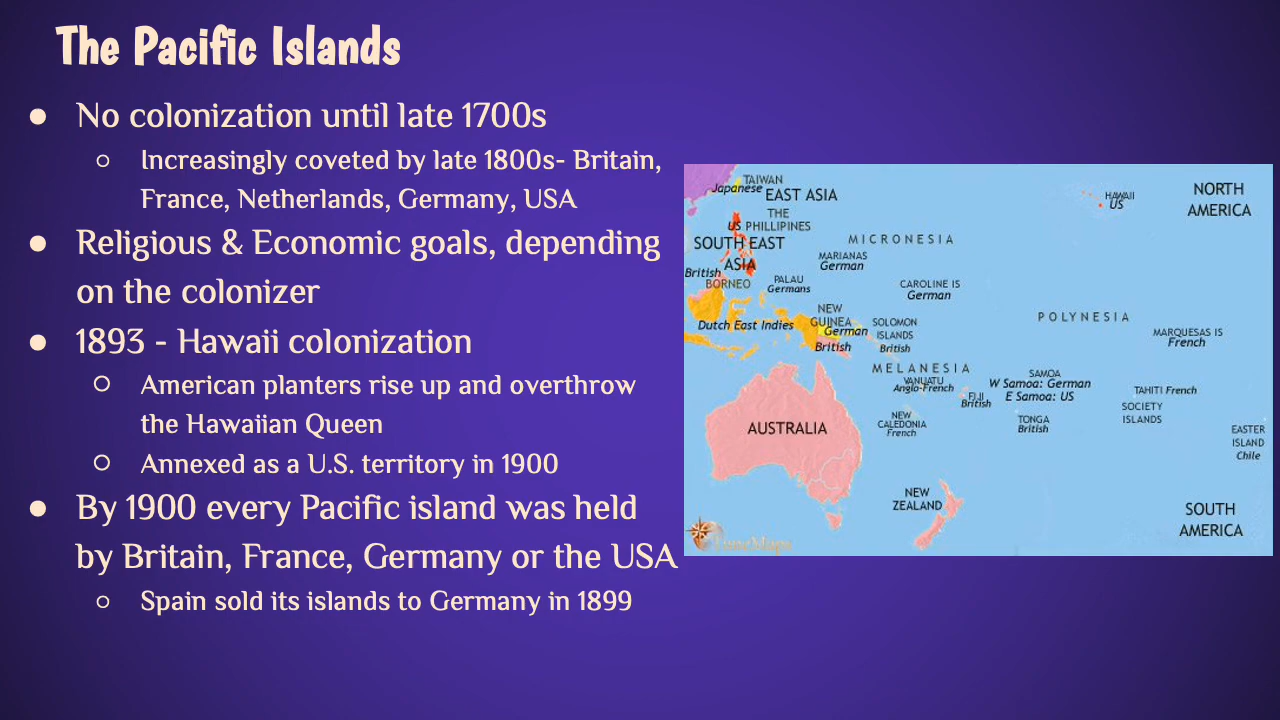 The Pacific Islands
● No colonization until late 1700s
○ Increasingly coveted by late 1800s- Britain,
France, Netherlands, Germany, USA
● Religious & Economic goals, depending
on the colonizer
● 1893 - Hawaii colonization
○ American planters rise up and overthrow
the Hawaiian Queen
○ Annexed as a U.S. territory in 1900
● By 1900 every Pacific island was held
by Britain, France, Germany or the USA
○ Spain sold its islands to Germany in 1899
TAIWAN
Japanese
EAST ASIA
HAWAII
US
NORTH
AMERICA
THE
US PHILLIPINES
SOUTH EAST
ASIA
MICRONESIA
MARIANAS
German
British
BORNEO
PALAU
Germans
CAROLINE IS
German
NEW
GUINEA
German
British
Dutch East Indies
SOLOMON
ISLANDS
British
POLYNESIA
MARQUESAS IS
French
MELANESIA
VANUATU
Anglo-French
SAMOA
W Samoa: German
E Samoa: US
FIJI
British
TAHITI French
SOCIETY
ISLANDS
NEW
CALEDONIA
French
TONGA
British
AUSTRALIA
EASTER
ISLAND
Chile
NEW
ZEALAND
SOUTH
AMERICA